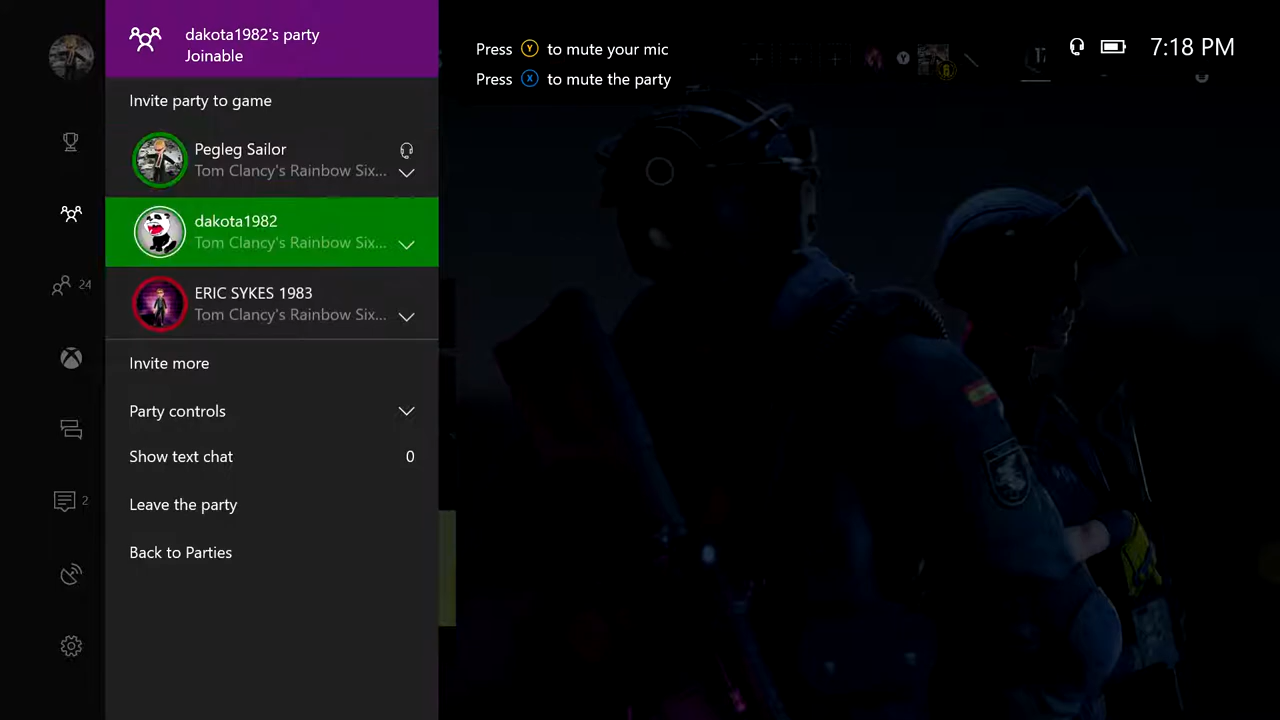 dakota1982's party
Joinable
Press Y to mute your mic
Press X to mute the party
7:18 PM
Invite party to game
Pegleg Sailor
Tom Clancy's Rainbow Six...
dakota1982
Tom Clancy's Rainbow Six...
24
ERIC SYKES 1983
Tom Clancy's Rainbow Six...
Invite more
Party controls
Show text chat 0
2
Leave the party
Back to Parties
Y
6